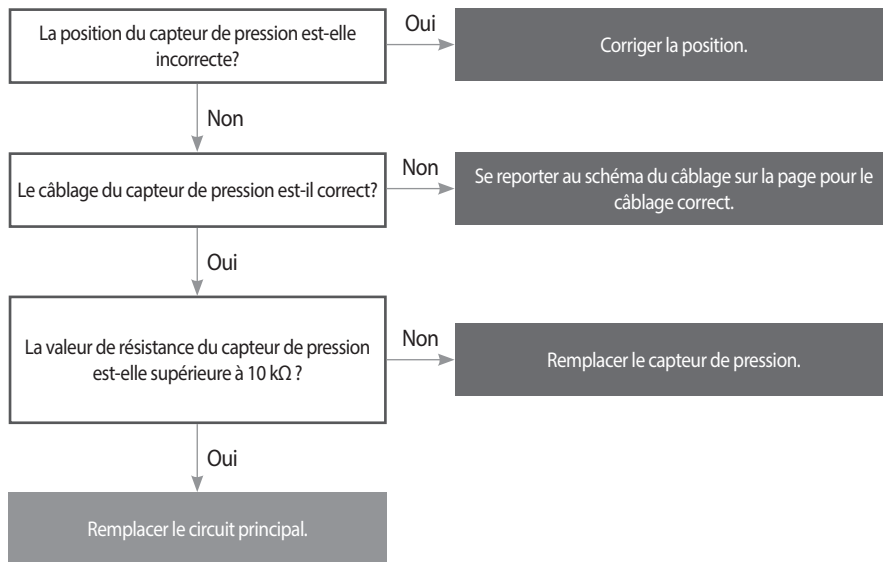 La position du capteur de pression est-elle
incorrecte?
Oui
Corriger la position.
Non
Le câblage du capteur de pression est-il correct?
Non
Se reporter au schéma du câblage sur la page pour le
câblage correct.
Oui
La valeur de résistance du capteur de pression
est-elle supérieure à 10 kΩ ?
Non
Remplacer le capteur de pression.
Oui
Remplacer le circuit principal.